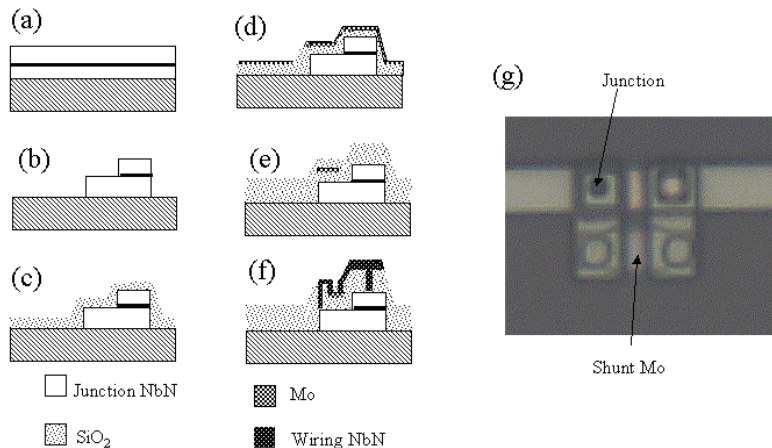 (a)
(b)
(c)
(d)
(e)
(f)
(g)
Junction
Shunt Mo
Junction NbN
SiO2
Mo
Wiring NbN